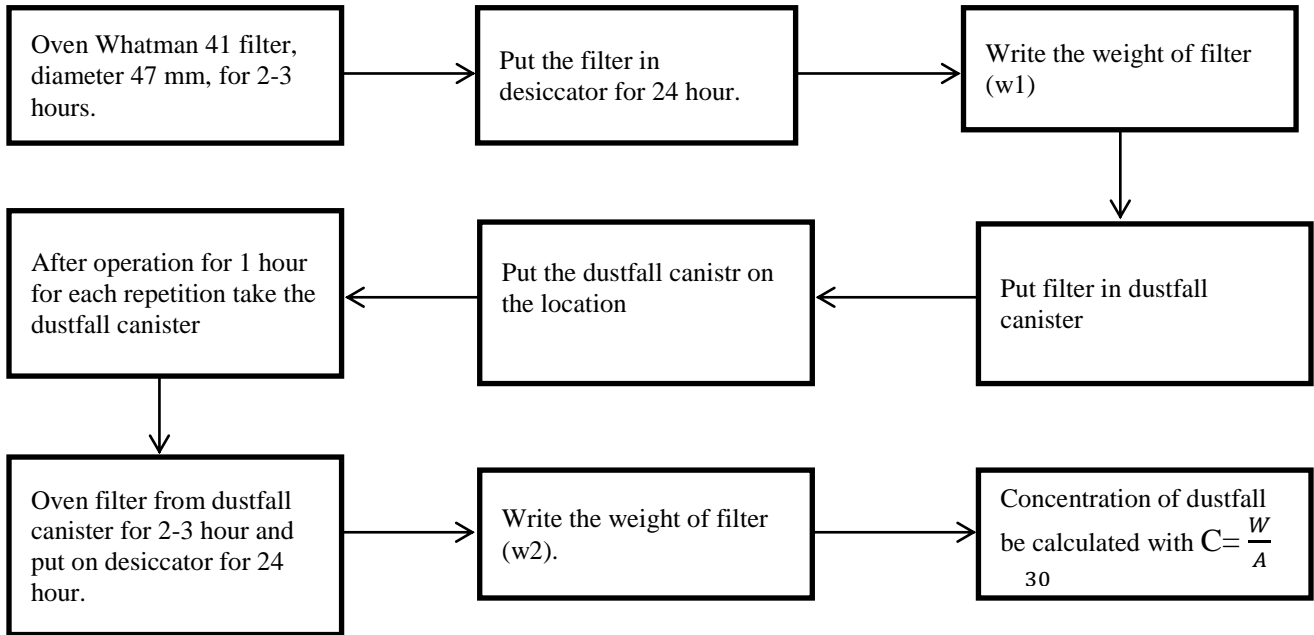 Oven Whatman 41 filter,
diameter 47 mm, for 2-3
hours.
Put the filter in
desiccator for 24 hour.
Write the weight of filter
(w1)
Put filter in dustfall
canister
Put the dustfall canistr on
the location
After operation for 1 hour
for each repetition take the
dustfall canister
Oven filter from dustfall
canister for 2-3 hour and
put on desiccator for 24
hour.
Write the weight of filter
(w2).
Concentration of dustfall
be calculated with C= W/A
30